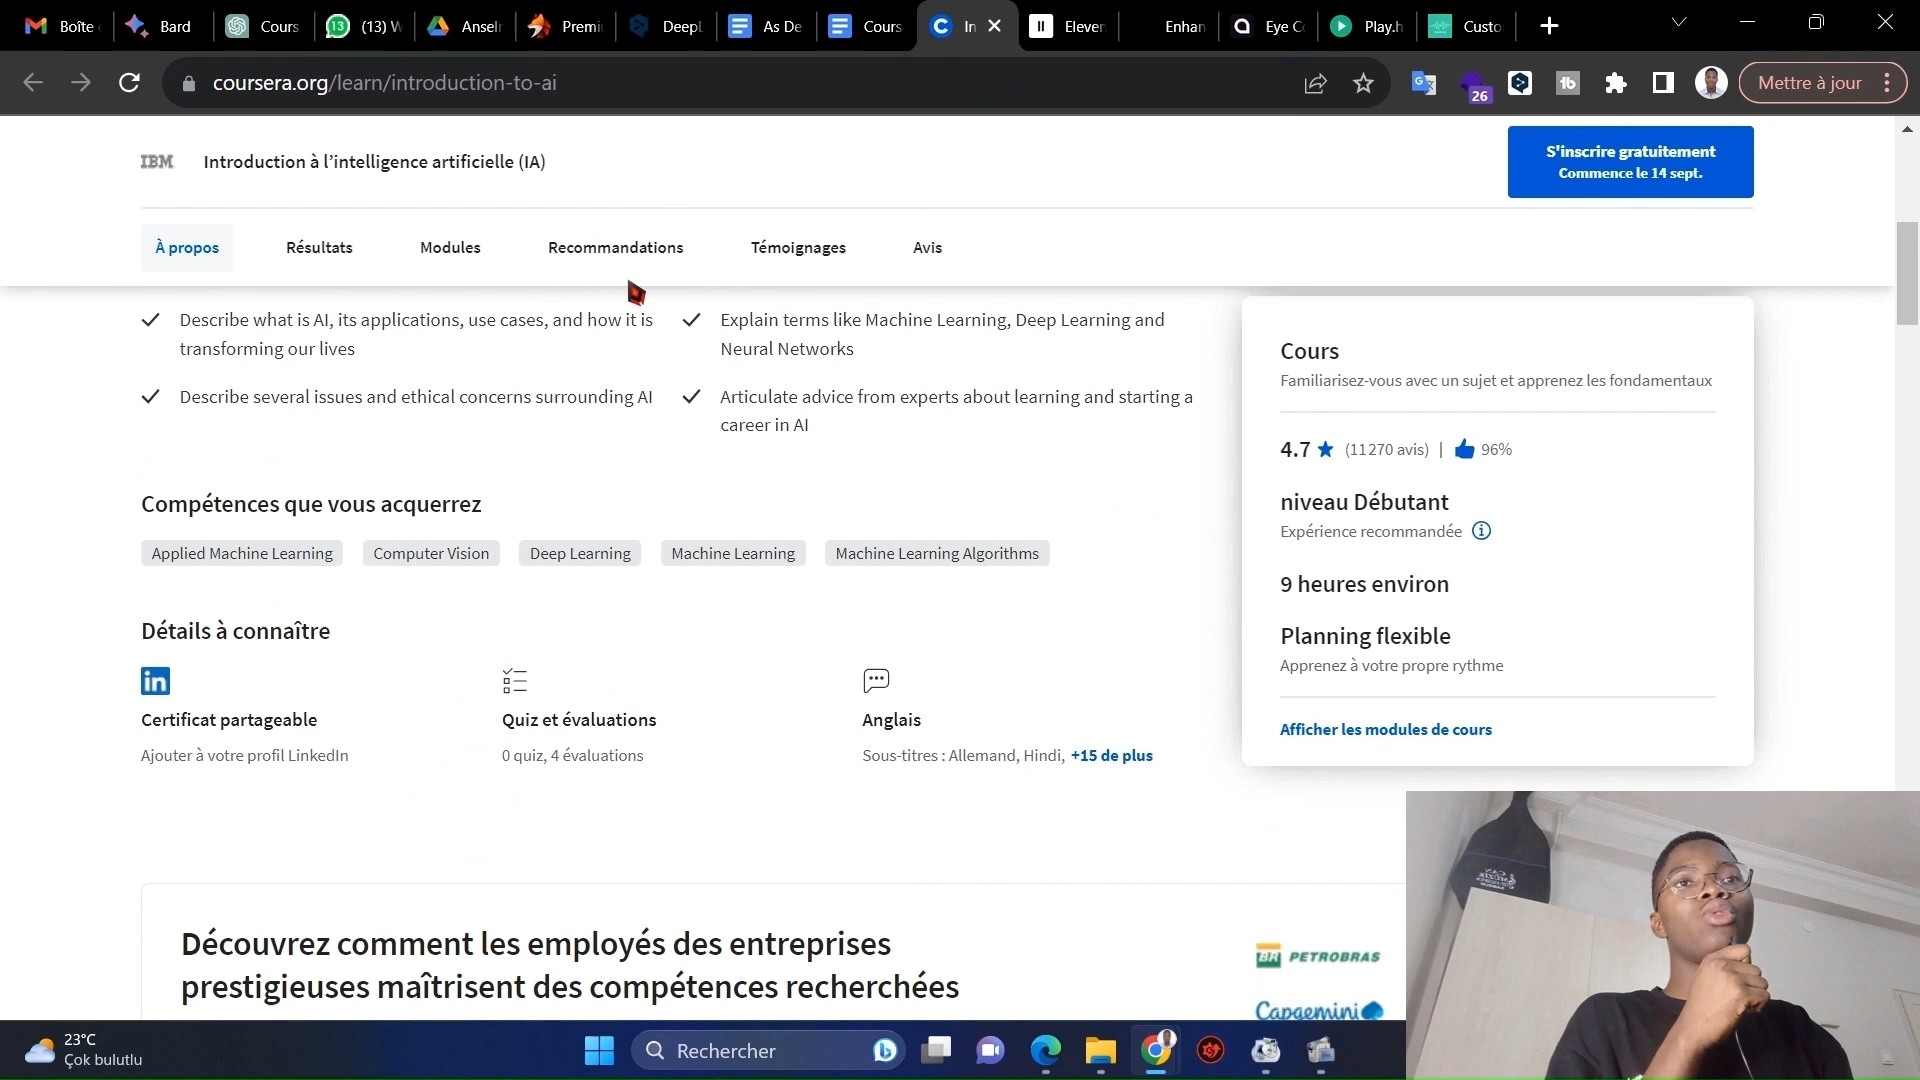 Boîte
Bard
Cours
(13) W
Anselm
Premiu
DeepL
As De
Cours
In
Eleven
Enhan
Eye Co
Play.h
Custo
coursera.org/learn/introduction-to-ai
26
Mettre à jour
IBM
Introduction à l'intelligence artificielle (IA)
S'inscrire gratuitement
Commence le 14 sept.
À propos
Résultats
Modules
Recommandations
Témoignages
Avis
Describe what is AI, its applications, use cases, and how it is
transforming our lives
Explain terms like Machine Learning, Deep Learning and
Neural Networks
Describe several issues and ethical concerns surrounding AI
Articulate advice from experts about learning and starting a
career in AI
Compétences que vous acquerrez
Applied Machine Learning
Computer Vision
Deep Learning
Machine Learning
Machine Learning Algorithms
Détails à connaître
Certificat partageable
Ajouter à votre profil LinkedIn
Quiz et évaluations
0 quiz, 4 évaluations
Anglais
Sous-titres : Allemand, Hindi, +15 de plus
Cours
Familiarisez-vous avec un sujet et apprenez les fondamentaux
4.7 (11 270 avis) | 96%
niveau Débutant
Expérience recommandée
9 heures environ
Planning flexible
Apprenez à votre propre rythme
Afficher les modules de cours
Découvrez comment les employés des entreprises
prestigieuses maîtrisent des compétences recherchées
BR PETROBRAS
Capgemini
23°C
Çok bulutlu
Rechercher